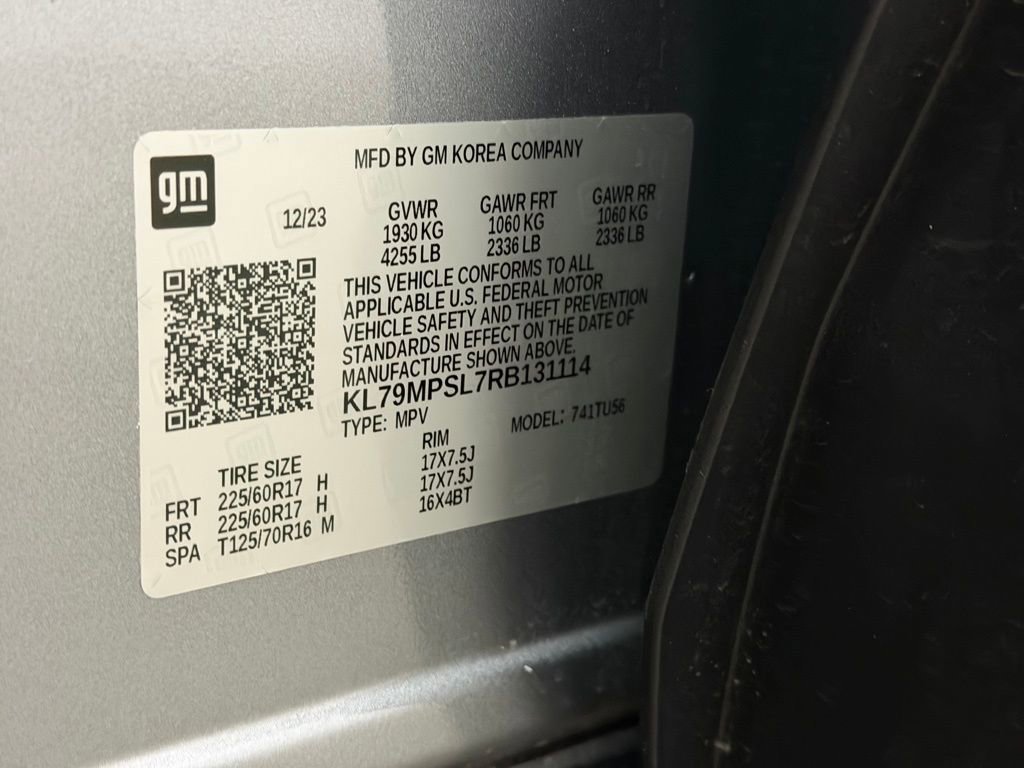 gm
MFD BY GM KOREA COMPANY
12/23 GVWR GAWR FRT GAWR RR
1930 KG 1060 KG 1060 KG
4255 LB 2336 LB 2336 LB
THIS VEHICLE CONFORMS TO ALL
APPLICABLE U.S. FEDERAL MOTOR
VEHICLE SAFETY AND THEFT PREVENTION
STANDARDS IN EFFECT ON THE DATE OF
MANUFACTURE SHOWN ABOVE.
KL79MPSL7RB131114
TYPE: MPV MODEL: 741TU56
TIRE SIZE RIM
FRT 225/60R17 H 17X7.5J
RR 225/60R17 H 17X7.5J
SPA T125/70R16 M 16X4BT